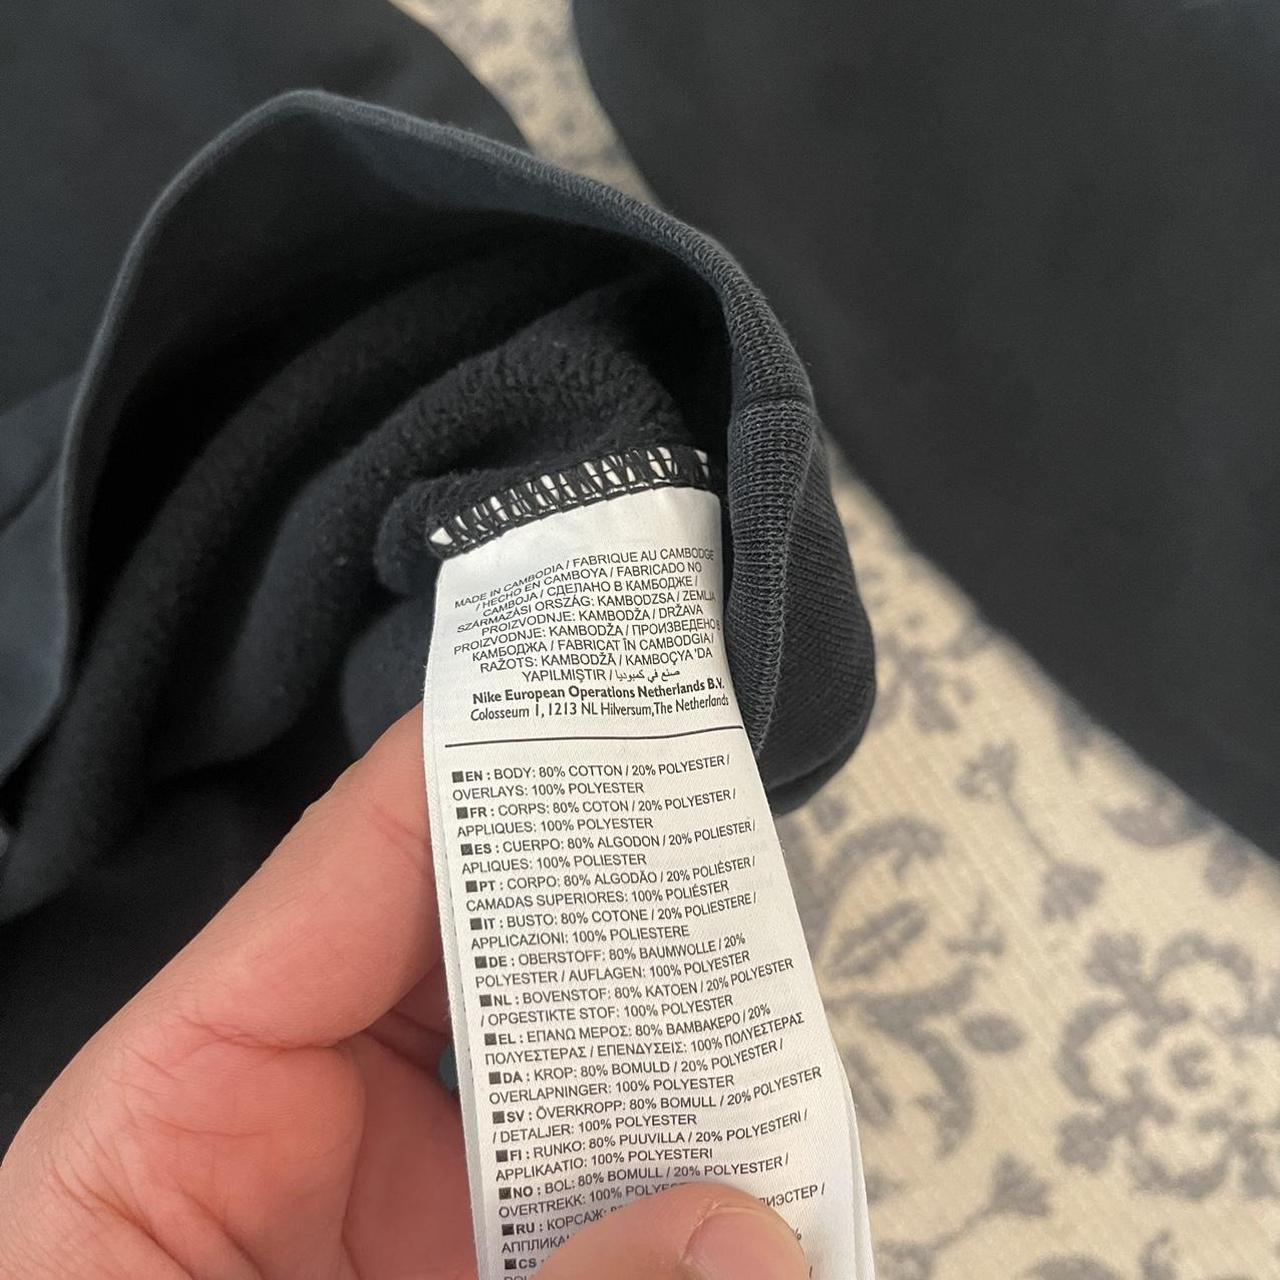 MADE IN CAMBODIA / FABRIQUE AU CAMBODGE
/ HECHO EN CAMBOYA / FABRICADO NO
CAMBOJA / СДЕЛАНО В КАМБОДЖЕ /
SZÁRMAZÁSI ORSZÁG: KAMBODZSA / ZEMLJA
PROIZVODNJE: KAMBODŽA / DRŽAVA
PROIZVODNJE: KAMBODŽA / ПРОИЗВЕДЕНО В
КАМБОДЖА / FABRICAT ÎN CAMBODGIA /
RAŽOTS: KAMBODŽĀ / KAMBOÇYA 'DA
YAPILMIŞTIR / صنع في كمبوديا
Nike European Operations Netherlands B.V.
Colosseum 1, 1213 NL Hilversum, The Netherlands
EN : BODY: 80% COTTON / 20% POLYESTER /
OVERLAYS: 100% POLYESTER
FR : CORPS: 80% COTON / 20% POLYESTER /
APPLIQUES: 100% POLYESTER
ES : CUERPO: 80% ALGODON / 20% POLIESTER /
APLIQUES: 100% POLIESTER
PT : CORPO: 80% ALGODÃO / 20% POLIÉSTER /
CAMADAS SUPERIORES: 100% POLIÉSTER
IT : BUSTO: 80% COTONE / 20% POLIESTERE /
APPLICAZIONI: 100% POLIESTERE
DE : OBERSTOFF: 80% BAUMWOLLE / 20%
POLYESTER / AUFLAGEN: 100% POLYESTER
NL : BOVENSTOF: 80% KATOEN / 20% POLYESTER
/ OPGESTIKTE STOF: 100% POLYESTER
EL : ΕΠΑΝΩ ΜΕΡΟΣ: 80% ΒΑΜΒΑΚΕΡΟ / 20%
ΠΟΛΥΕΣΤΕΡΑΣ / ΕΠΕΝΔΥΣΕΙΣ: 100% ΠΟΛΥΕΣΤΕΡΑΣ
DA : KROP: 80% BOMULD / 20% POLYESTER /
OVERLAPNINGER: 100% POLYESTER
SV : ÖVERKROPP: 80% BOMULL / 20% POLYESTER
/ DETALJER: 100% POLYESTER
FI : RUNKO: 80% PUUVILLA / 20% POLYESTERI /
APPLIKAATIO: 100% POLYESTERI
NO : BOL: 80% BOMULL / 20% POLYESTER /
OVERTREKK: 100%
RU : КОРСАЖ:
CS :